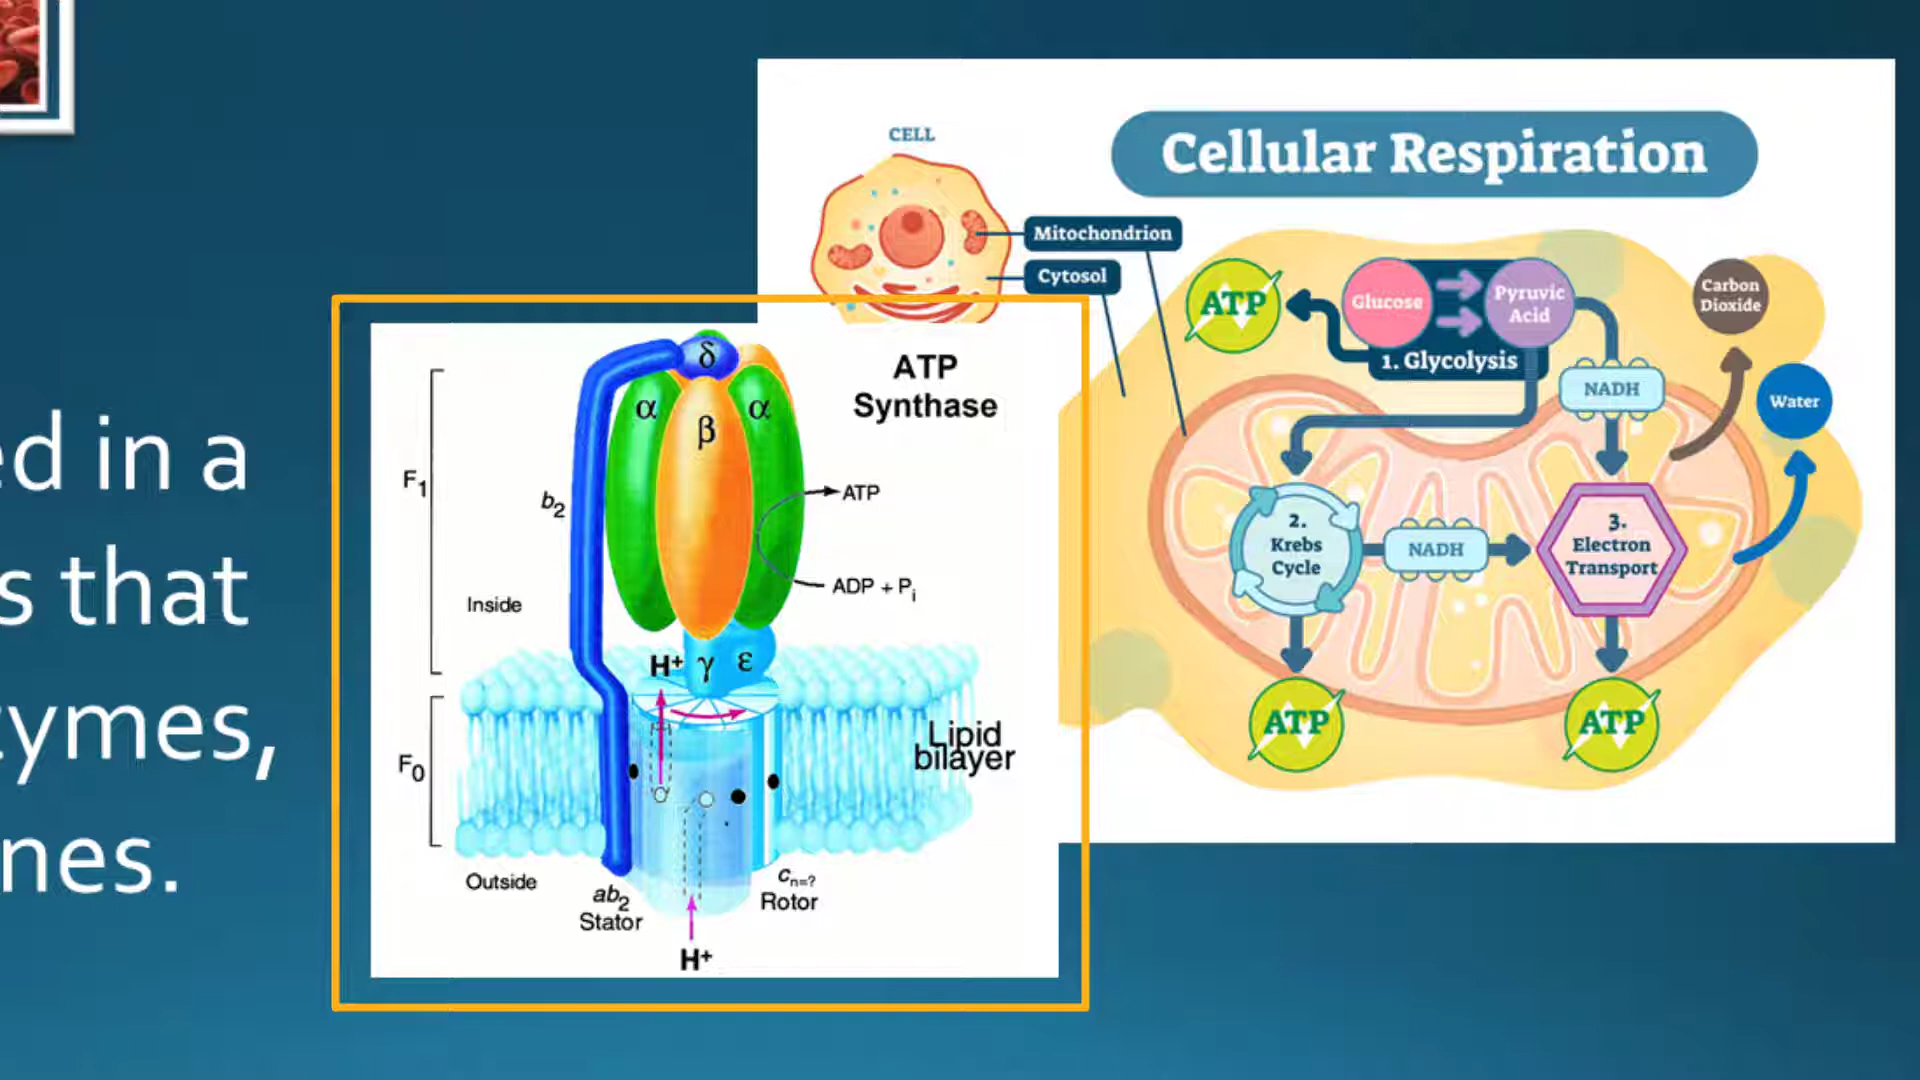 ed in a
s that
zymes,
nes.
CELL
Cellular Respiration
Mitochondrion
Cytosol
ATP
Glucose
Pyruvic
Acid
1. Glycolysis
Carbon
Dioxide
NADH
Water
2.
Krebs
Cycle
NADH
3.
Electron
Transport
ATP
ATP
ATP
Synthase
δ
α
β
α
F1
b2
ATP
ADP + Pi
Inside
H+
γ
ε
Lipid
bilayer
F0
Outside
ab2
Stator
cn=?
Rotor
H+